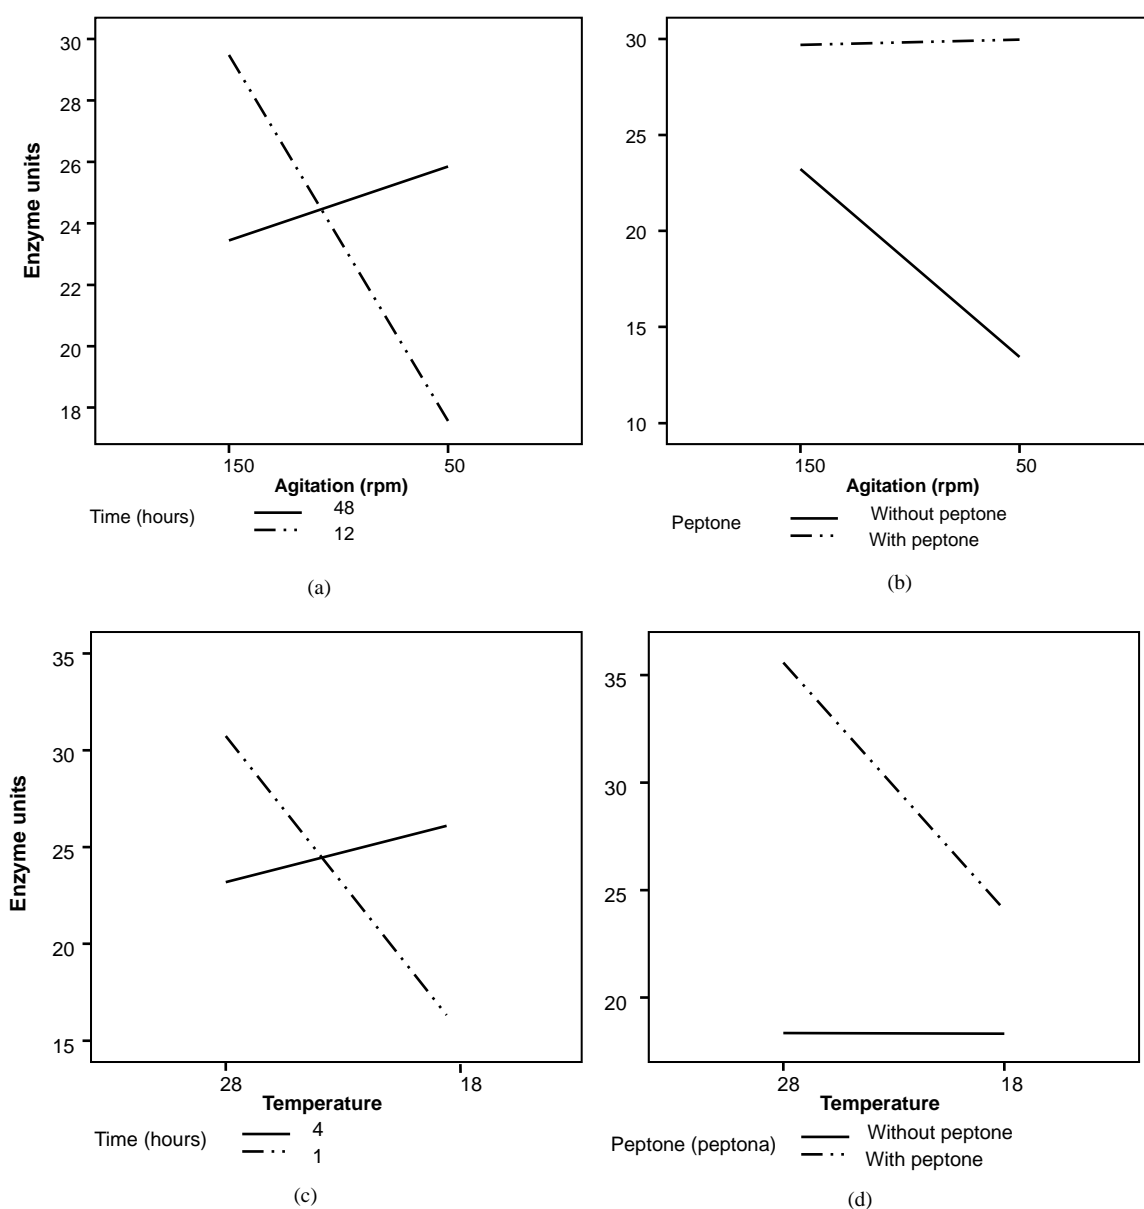 30
28
26
24
22
20
18
Enzyme units
150 50
Agitation (rpm)
Time (hours)
48
12
(a)
30
25
20
15
10
150 50
Agitation (rpm)
Peptone
Without peptone
With peptone
(b)
35
30
25
20
15
Enzyme units
28 18
Temperature
Time (hours)
4
1
(c)
35
30
25
20
28 18
Temperature
Peptone (peptona)
Without peptone
With peptone
(d)